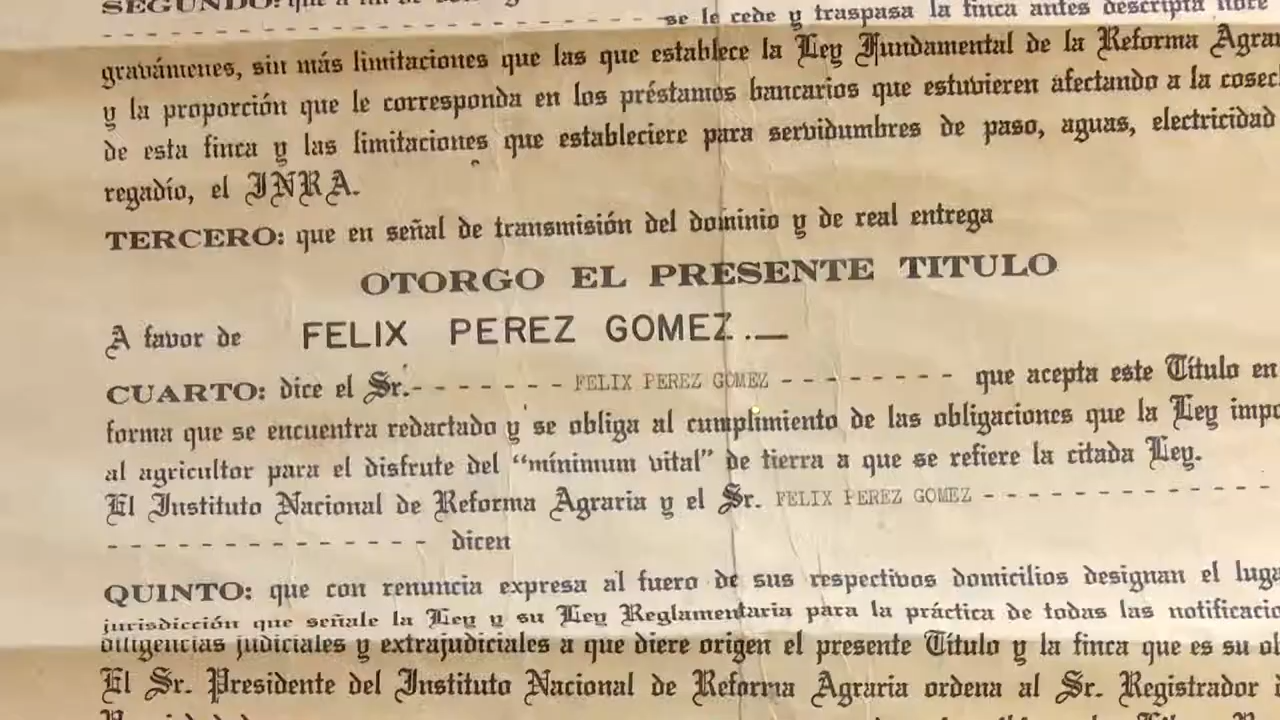 SEGUNDO: que a
- - - - - - - - - - - - - - - - - - - - - - - - - - - - - -se le cede y traspasa la finca antes descripta libre
gravámenes, sin más limitaciones que las que establece la Ley Fundamental de la Reforma Agrar
y la proporción que le corresponda en los préstamos bancarios que estuvieren afectando a la cosech
de esta finca y las limitaciones que estableciere para servidumbres de paso, aguas, electricidad
regadío, el INRA.
TERCERO: que en señal de transmisión del dominio y de real entrega
OTORGO EL PRESENTE TITULO
A favor de FELIX PEREZ GOMEZ.—
CUARTO: dice el Sr.- - - - - - - FELIX PEREZ GOMEZ - - - - - - - - que acepta este Título en
forma que se encuentra redactado y se obliga al cumplimiento de las obligaciones que la Ley impo
al agricultor para el disfrute del “mínimum vital” de tierra a que se refiere la citada Ley.
El Instituto Nacional de Reforma Agraria y el Sr. FELIX PEREZ GOMEZ - - - - - - - - - - - - -
- - - - - - - - - - - - - - dicen
QUINTO: que con renuncia expresa al fuero de sus respectivos domicilios designan el luga
jurisdicción que señale la Ley y su Ley Reglamentaria para la práctica de todas las notificacio
diligencias judiciales y extrajudiciales a que diere origen el presente Título y la finca que es su ob
El Sr. Presidente del Instituto Nacional de Reforma Agraria ordena al Sr. Registrador